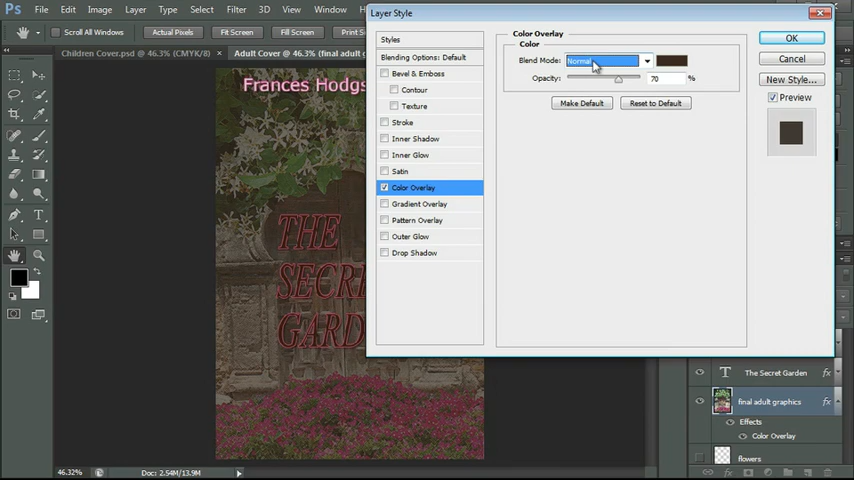 Ps File Edit Image Layer Type Select Filter View Window
Scroll All Windows Actual Pixels Fit Screen Fill Screen
Children Cover.psd @ 46.3% (CMYK/8) × Adult Cover @ 46.3% (final adult g
Frances Hodgs
THE
SECRE
GARD
Layer Style
Styles
Blending Options: Default
Bevel & Emboss
Contour
Texture
Stroke
Inner Shadow
Inner Glow
Satin
Color Overlay
Gradient Overlay
Pattern Overlay
Outer Glow
Drop Shadow
Color Overlay
Color
Blend Mode: Normal
Opacity: 70 %
Make Default Reset to Default
OK
Cancel
New Style...
Preview
T The Secret Garden fx
final adult graphics fx
Effects
Color Overlay
flowers
46.32% Doc: 2.54M/13.9M